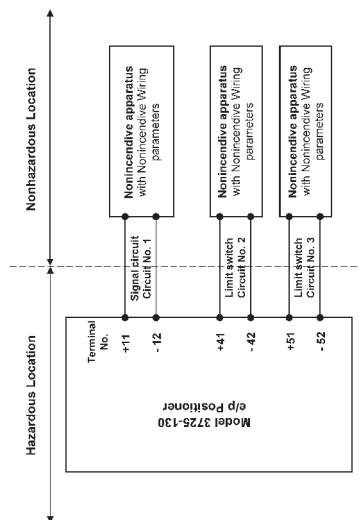 Nonhazardous Location
Hazardous Location
Nonincendive apparatus
with Nonincendive Wiring
parameters
Nonincendive apparatus
with Nonincendive Wiring
parameters
Nonincendive apparatus
with Nonincendive Wiring
parameters
Signal circuit
Circuit No. 1
Limit switch
Circuit No. 2
Limit switch
Circuit No. 3
Terminal
No.
+11
- 12
+41
- 42
+51
- 52
Model 3725-130
e/p Positioner